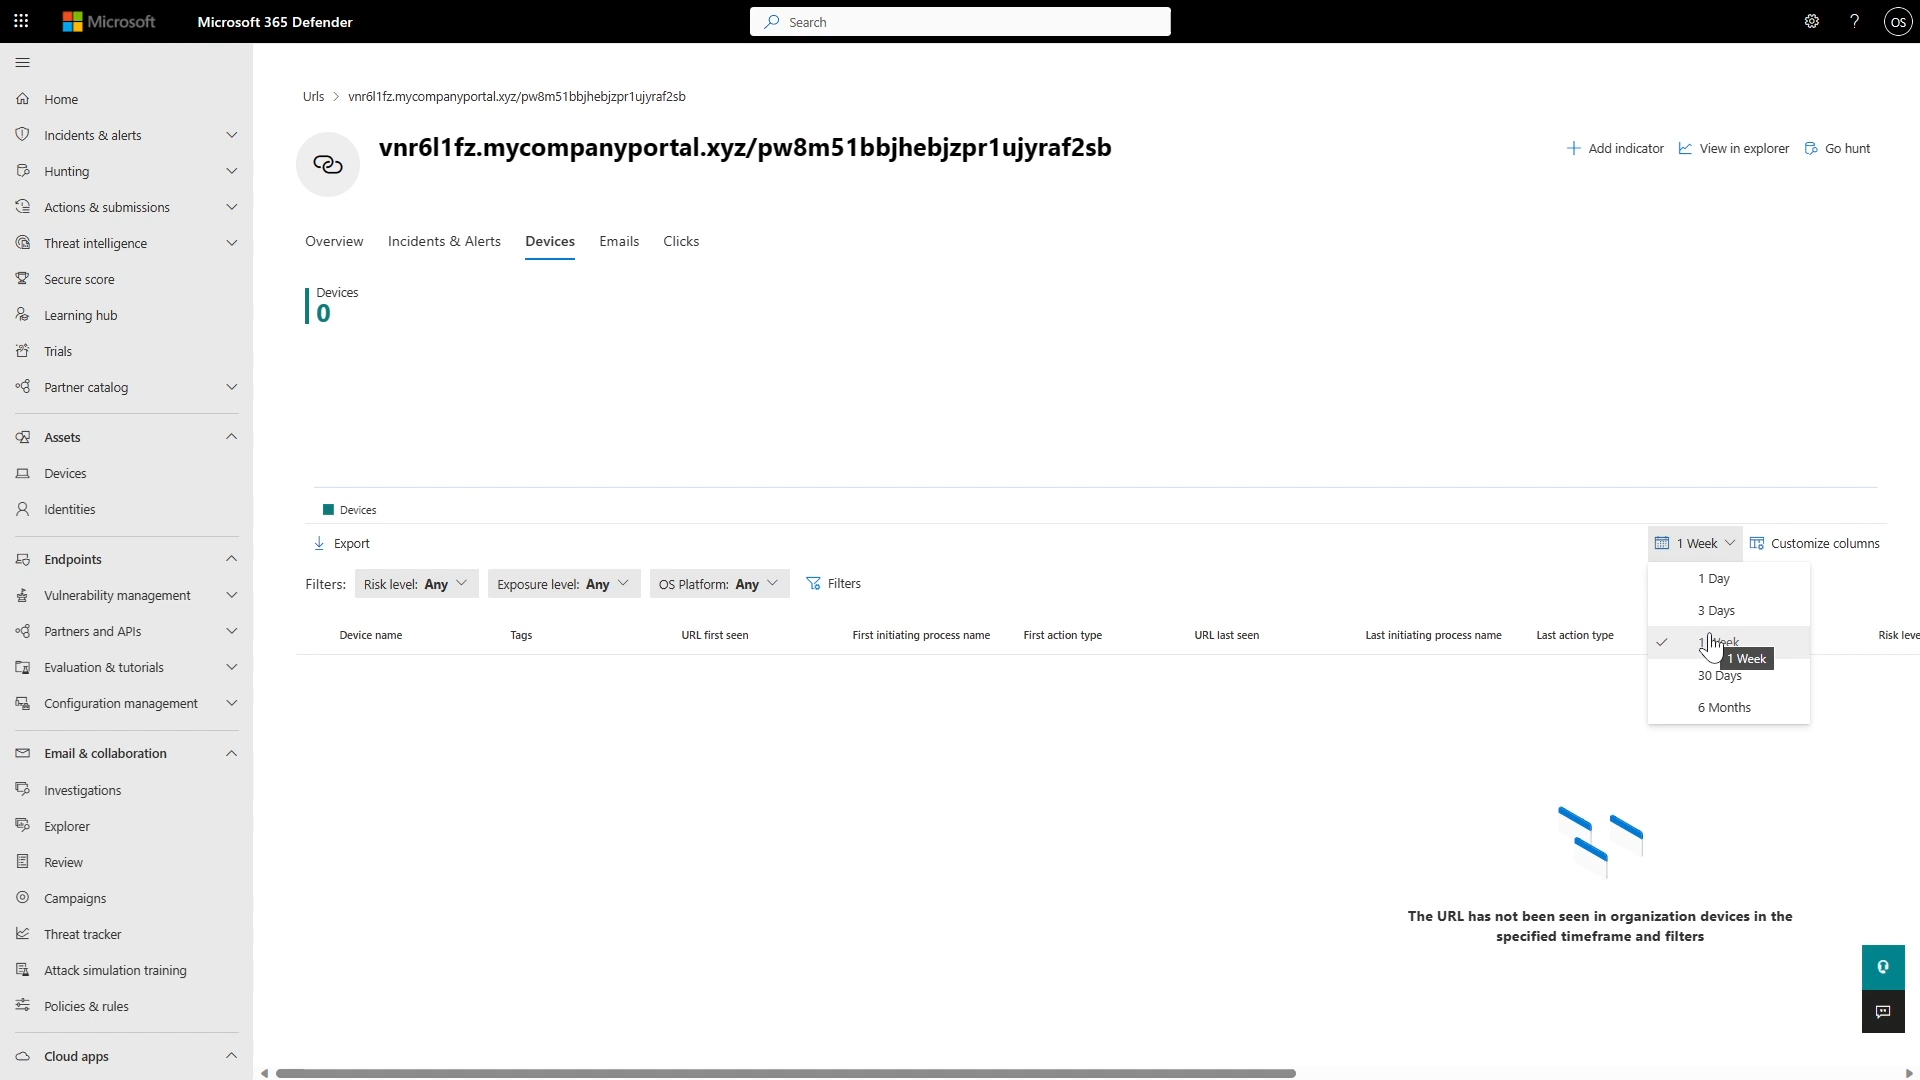 Microsoft
Microsoft 365 Defender
Search
?
OS
Home
Incidents & alerts
Hunting
Actions & submissions
Threat intelligence
Secure score
Learning hub
Trials
Partner catalog
Assets
Devices
Identities
Endpoints
Vulnerability management
Partners and APIs
Evaluation & tutorials
Configuration management
Email & collaboration
Investigations
Explorer
Review
Campaigns
Threat tracker
Attack simulation training
Policies & rules
Cloud apps
Urls > vnr6l1fz.mycompanyportal.xyz/pw8m51bbjhebjzpr1ujyraf2sb
vnr6l1fz.mycompanyportal.xyz/pw8m51bbjhebjzpr1ujyraf2sb
Add indicator View in explorer Go hunt
Overview Incidents & Alerts Devices Emails Clicks
Devices
0
Devices
Export
1 Week Customize columns
Filters: Risk level: Any Exposure level: Any OS Platform: Any Filters
Device name Tags URL first seen First initiating process name First action type URL last seen Last initiating process name Last action type Risk leve
1 Day
3 Days
1 Week
1 Week
30 Days
6 Months
The URL has not been seen in organization devices in the
specified timeframe and filters